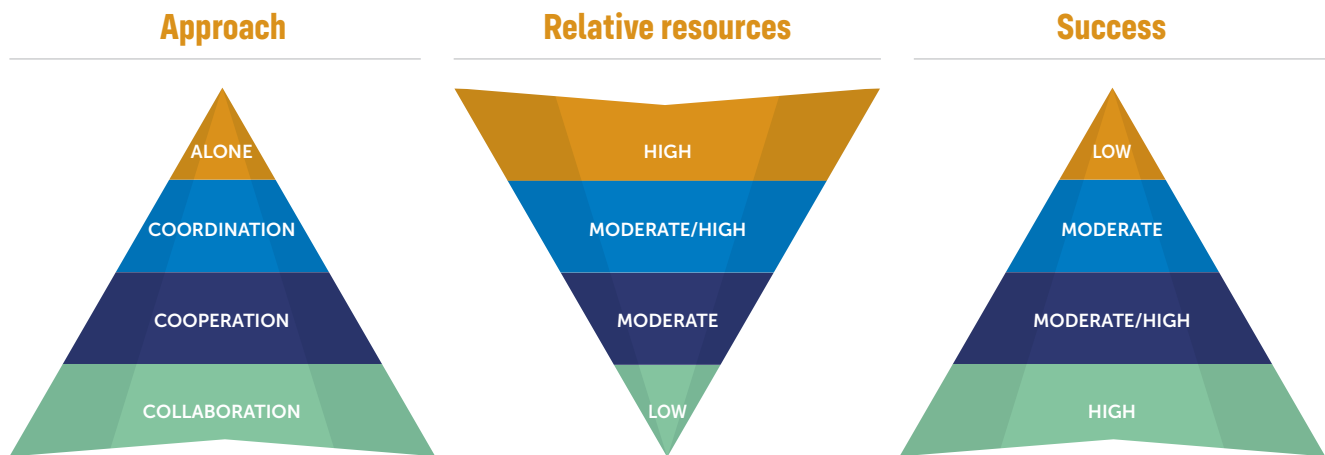 Approach
Relative resources
Success
ALONE
HIGH
LOW
COORDINATION
MODERATE/HIGH
MODERATE
COOPERATION
MODERATE
MODERATE/HIGH
COLLABORATION
LOW
HIGH